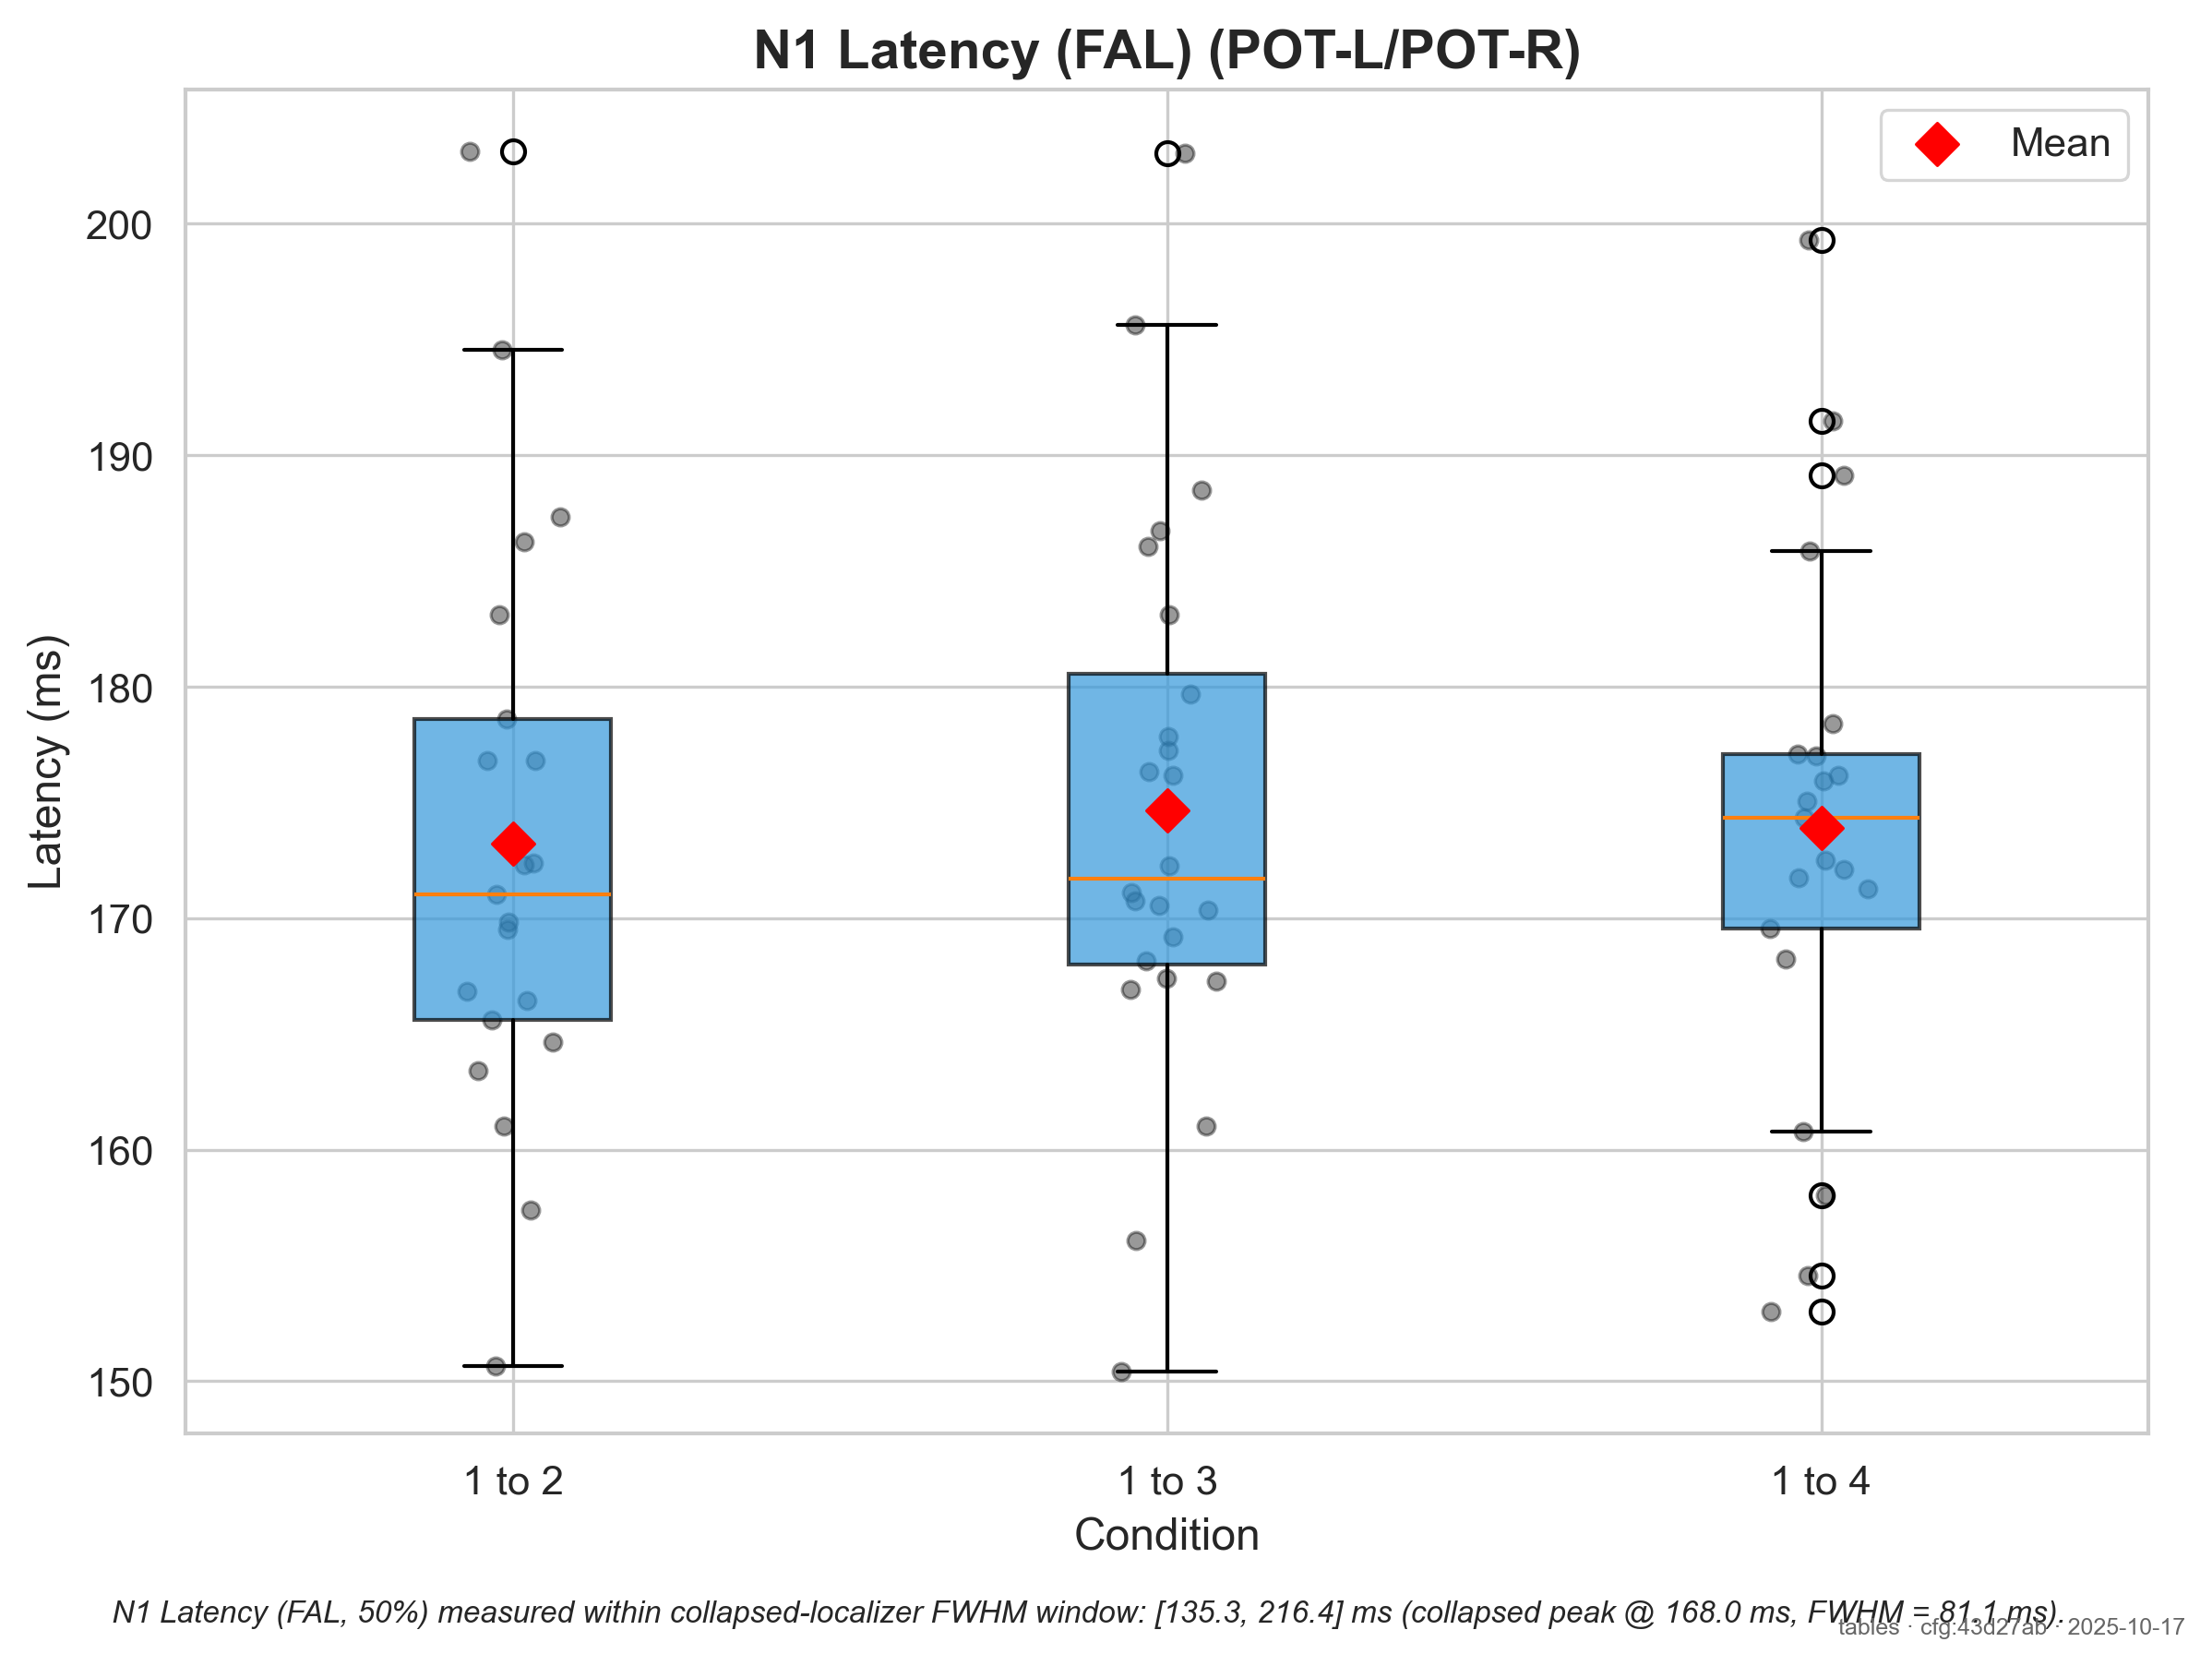 N1 Latency (FAL) (POT-L/POT-R)
Mean
200
190
180
170
160
150
Latency (ms)
1 to 2
1 to 3
1 to 4
Condition
N1 Latency (FAL, 50%) measured within collapsed-localizer FWHM window: [135.3, 216.4] ms (collapsed peak @ 168.0 ms, FWHM = 81.1 ms).
tables · cfg:43d27ab · 2025-10-17